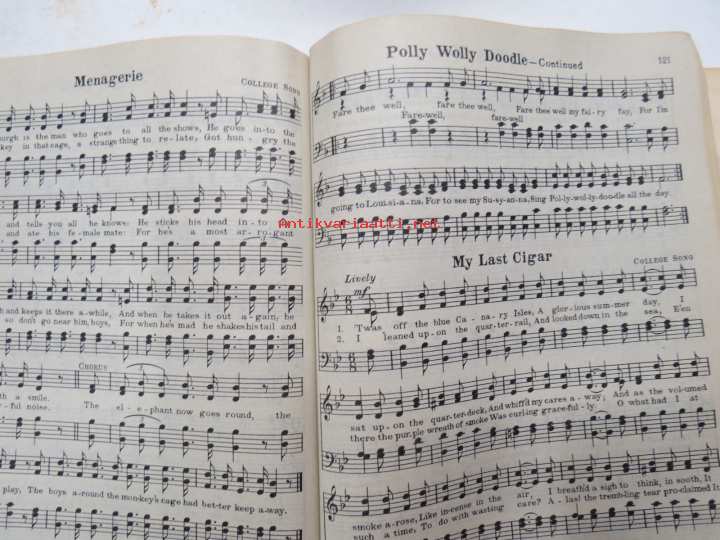 Menagerie
COLLEGE SONG
burgh is the man who goes to all the shows, He goes in-to the
key in that cage, a strange thing to re-late, Got hun-gry tha
and tells you all he knows: He sticks his head in-to
d ate his fe-male mate: For he's a most ar-ro-gant
h and keeps it there a-while, And when he takes it out a-gain, he
so don't go near him, boys, For when he's mad he shakes his tail and
CHORUS
th a smile.
-ful noise. The el-e-phant now goes round, the
play, The boys a-round the monkey's cage had bet-ter keep a-way.
Polly Wolly Doodle—Continued
121
Fare thee well, fare thee well, Fare thee well my fai-ry fay, For I'm
Fare-well, fare-well
going to Loui-si-a-na, For to see my Su-sy-an-na, Sing Pol-ly-wol-ly-doodle all the day.
Antikvariaatti.net
My Last Cigar
COLLEGE SONG
Lively
mf
1. 'Twas off the blue Ca-na-ry Isles, A glo-rious sum-mer day, I
2. I leaned up-on the quar-ter-rail, And looked down in the sea, E'en
sat up-on the quar-ter-deck, And whiff'd my cares a-way; And as the vol-umed
there the pur-ple wreath of smoke Was curl-ing grace-ful-ly. O what had I at
smoke a-rose, Like in-cense in the air, I breath'd a sigh to think, in sooth, It
such a time, To do with wasting care? A-las! the trem-bling tear pro-claimed It